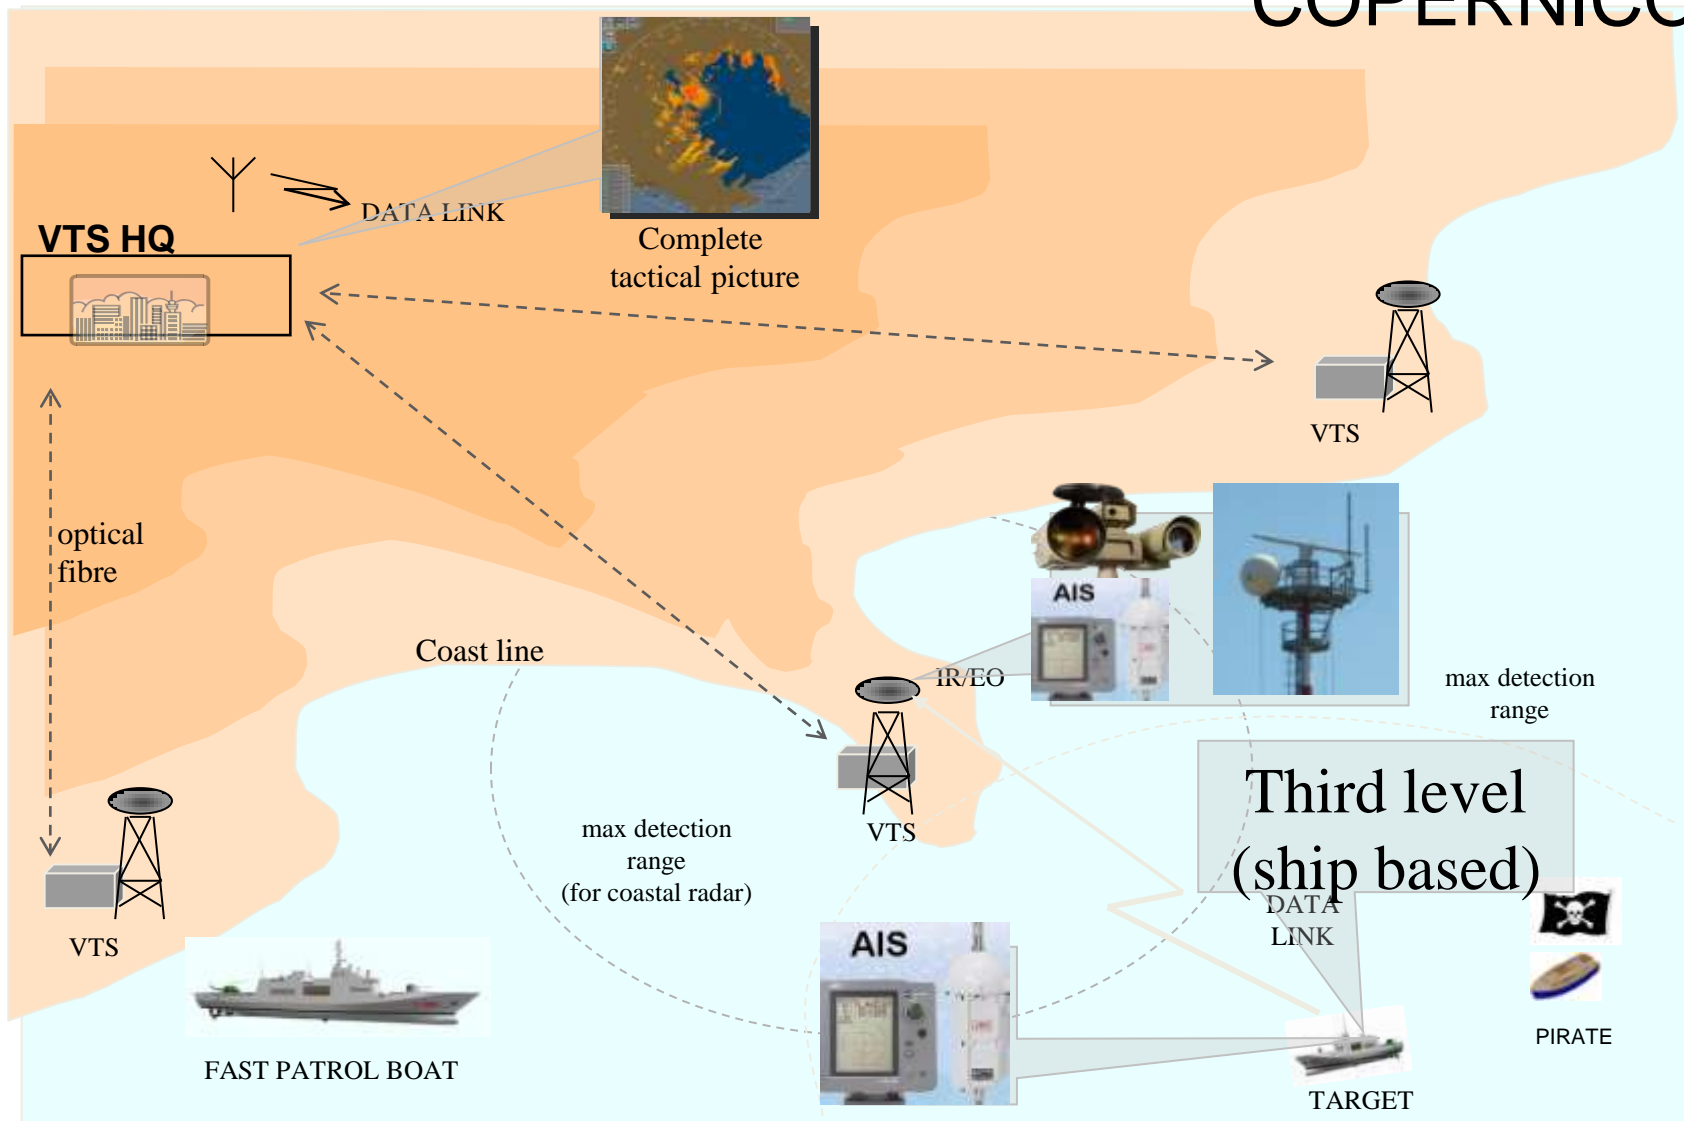 COPERNICO
DATA LINK
VTS HQ
Complete
tactical picture
VTS
optical
fibre
AIS
Coast line
IR/EO
max detection
range
Third level
(ship based)
max detection
range
(for coastal radar)
VTS
DATA
LINK
VTS
AIS
FAST PATROL BOAT
PIRATE
TARGET